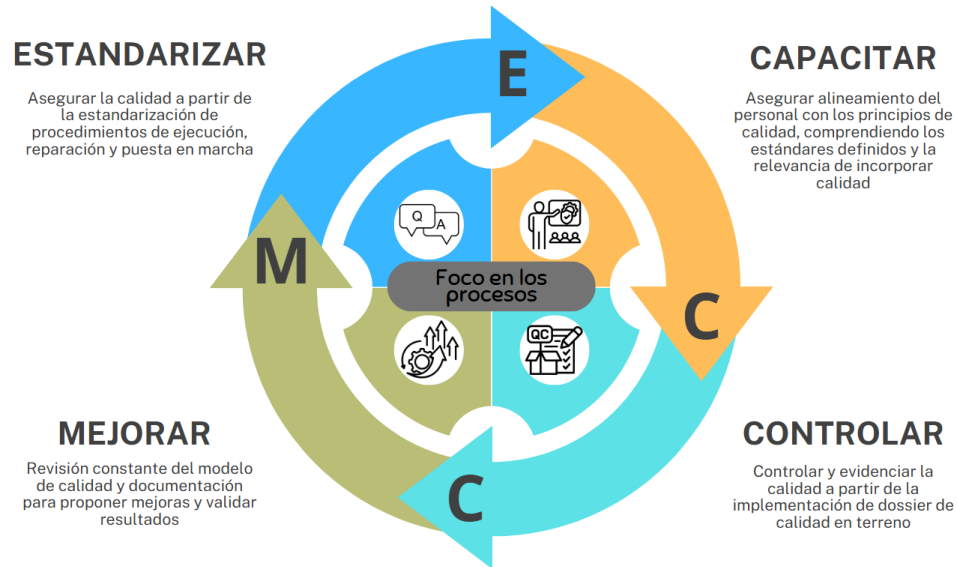 ESTANDARIZAR
Asegurar la calidad a partir de
la estandarización de
procedimientos de ejecución,
reparación y puesta en marcha
E
CAPACITAR
Asegurar alineamiento del
personal con los principios de
calidad, comprendiendo los
estándares definidos y la
relevancia de incorporar
calidad
Q
A
M
Foco en los
procesos
C
QC
MEJORAR
Revisión constante del modelo
de calidad y documentación
para proponer mejoras y validar
resultados
C
CONTROLAR
Controlar y evidenciar la
calidad a partir de la
implementación de dossier de
calidad en terreno